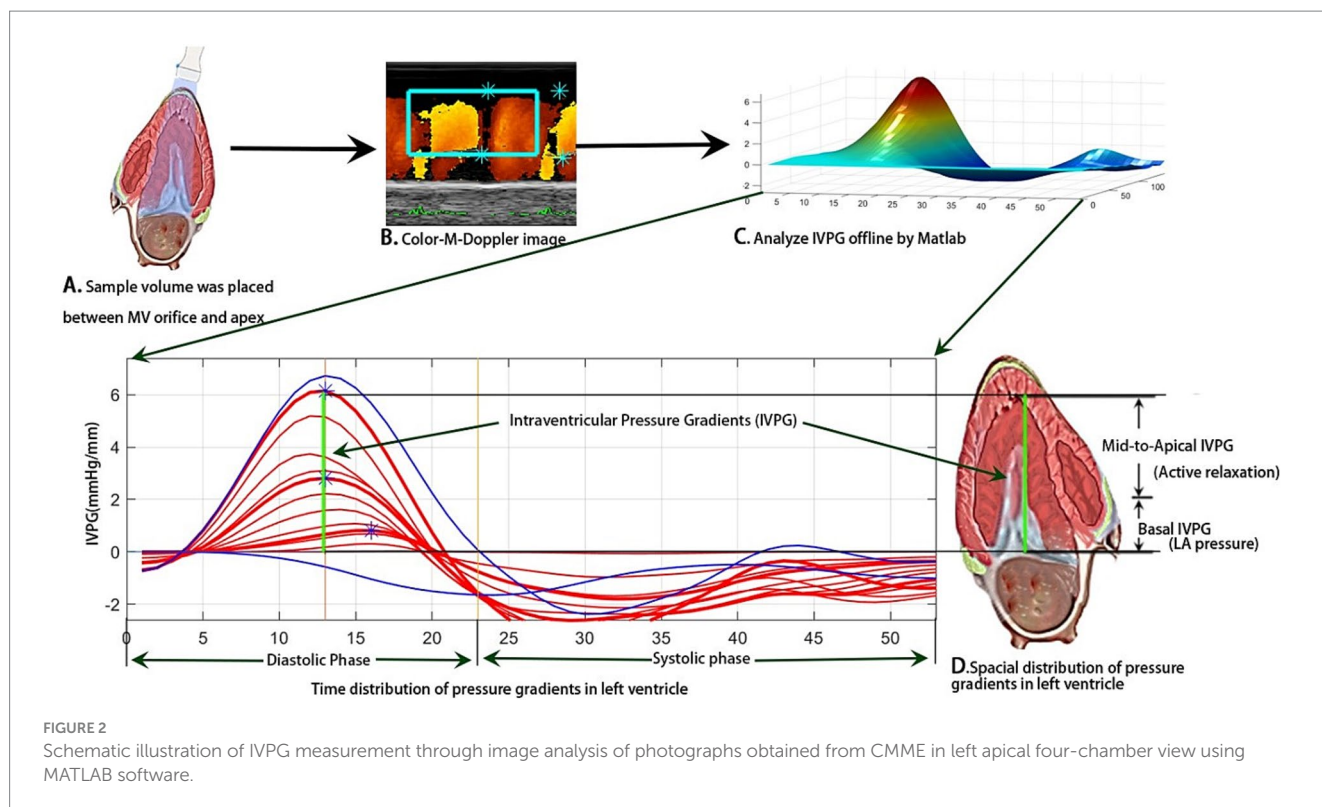 A. Sample volume was placed
between MV orifice and apex
B. Color-M-Doppler image
6
4
2
0
-2
0
5
10
15
20
25
30
35
40
45
50
0
50
100
C. Analyze IVPG offline by Matlab
IVPG(mmHg/mm)
6
4
2
0
-2
0
5
10
15
20
25
30
35
40
45
50
Intraventricular Pressure Gradients (IVPG)
Diastolic Phase
Systolic phase
Time distribution of pressure gradients in left ventricle
Mid-to-Apical IVPG
(Active relaxation)
Basal IVPG
(LA pressure)
D.Spacial distribution of pressure
gradients in left ventricle
FIGURE 2
Schematic illustration of IVPG measurement through image analysis of photographs obtained from CMME in left apical four-chamber view using
MATLAB software.